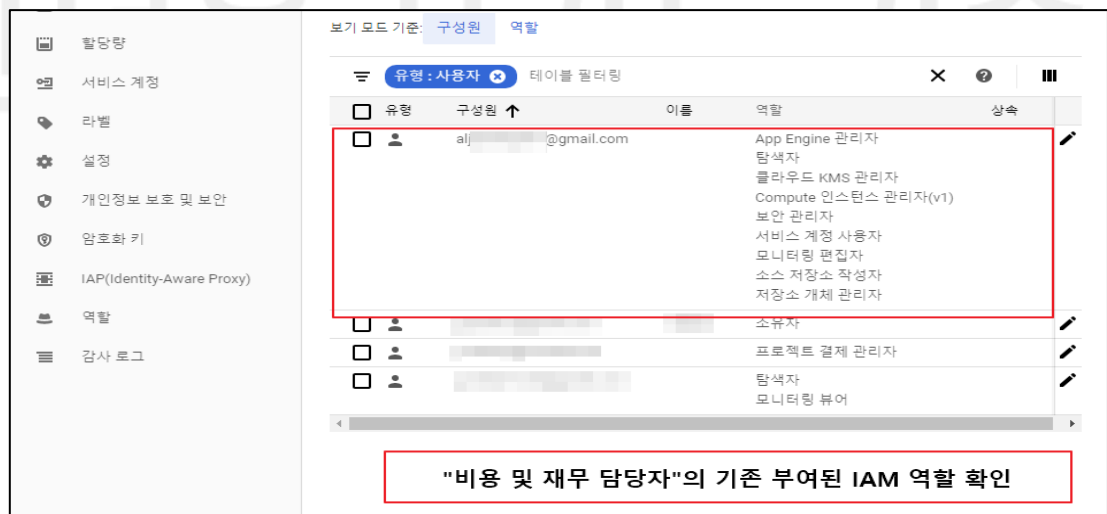 보기 모드 기준: 구성원 역할
할당량
서비스 계정
라벨
설정
개인정보 보호 및 보안
암호화 키
IAP(Identity-Aware Proxy)
역할
감사 로그
유형 : 사용자 테이블 필터링
유형 구성원 이름 역할 상속
alj @gmail.com App Engine 관리자
탐색자
클라우드 KMS 관리자
Compute 인스턴스 관리자(v1)
보안 관리자
서비스 계정 사용자
모니터링 편집자
소스 저장소 작성자
저장소 개체 관리자
소유자
프로젝트 결제 관리자
탐색자
모니터링 뷰어
"비용 및 재무 담당자"의 기존 부여된 IAM 역할 확인